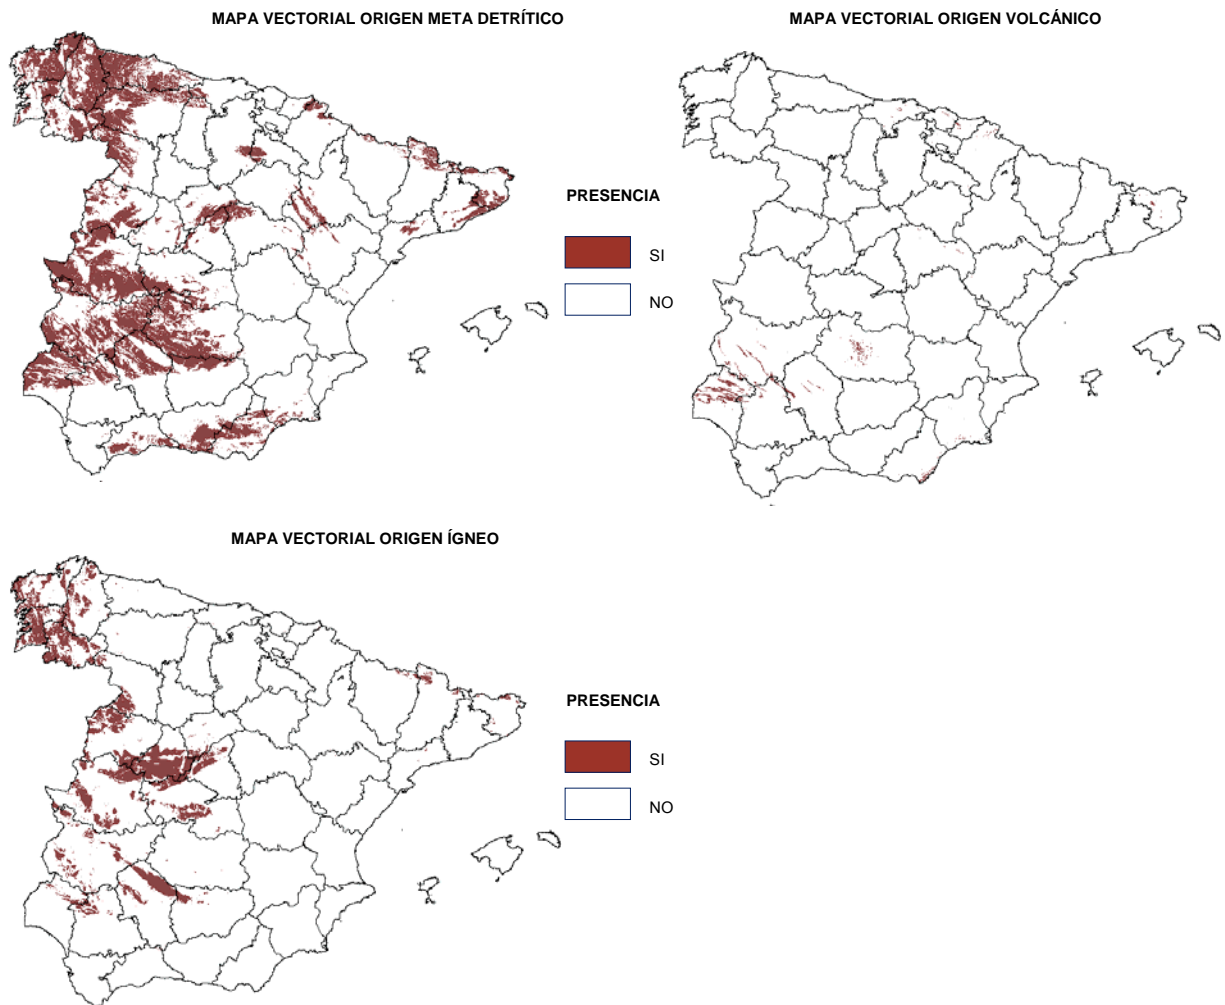 MAPA VECTORIAL ORIGEN META DETRÍTICO
MAPA VECTORIAL ORIGEN VOLCÁNICO
PRESENCIA
SI
NO
MAPA VECTORIAL ORIGEN ÍGNEO
PRESENCIA
SI
NO